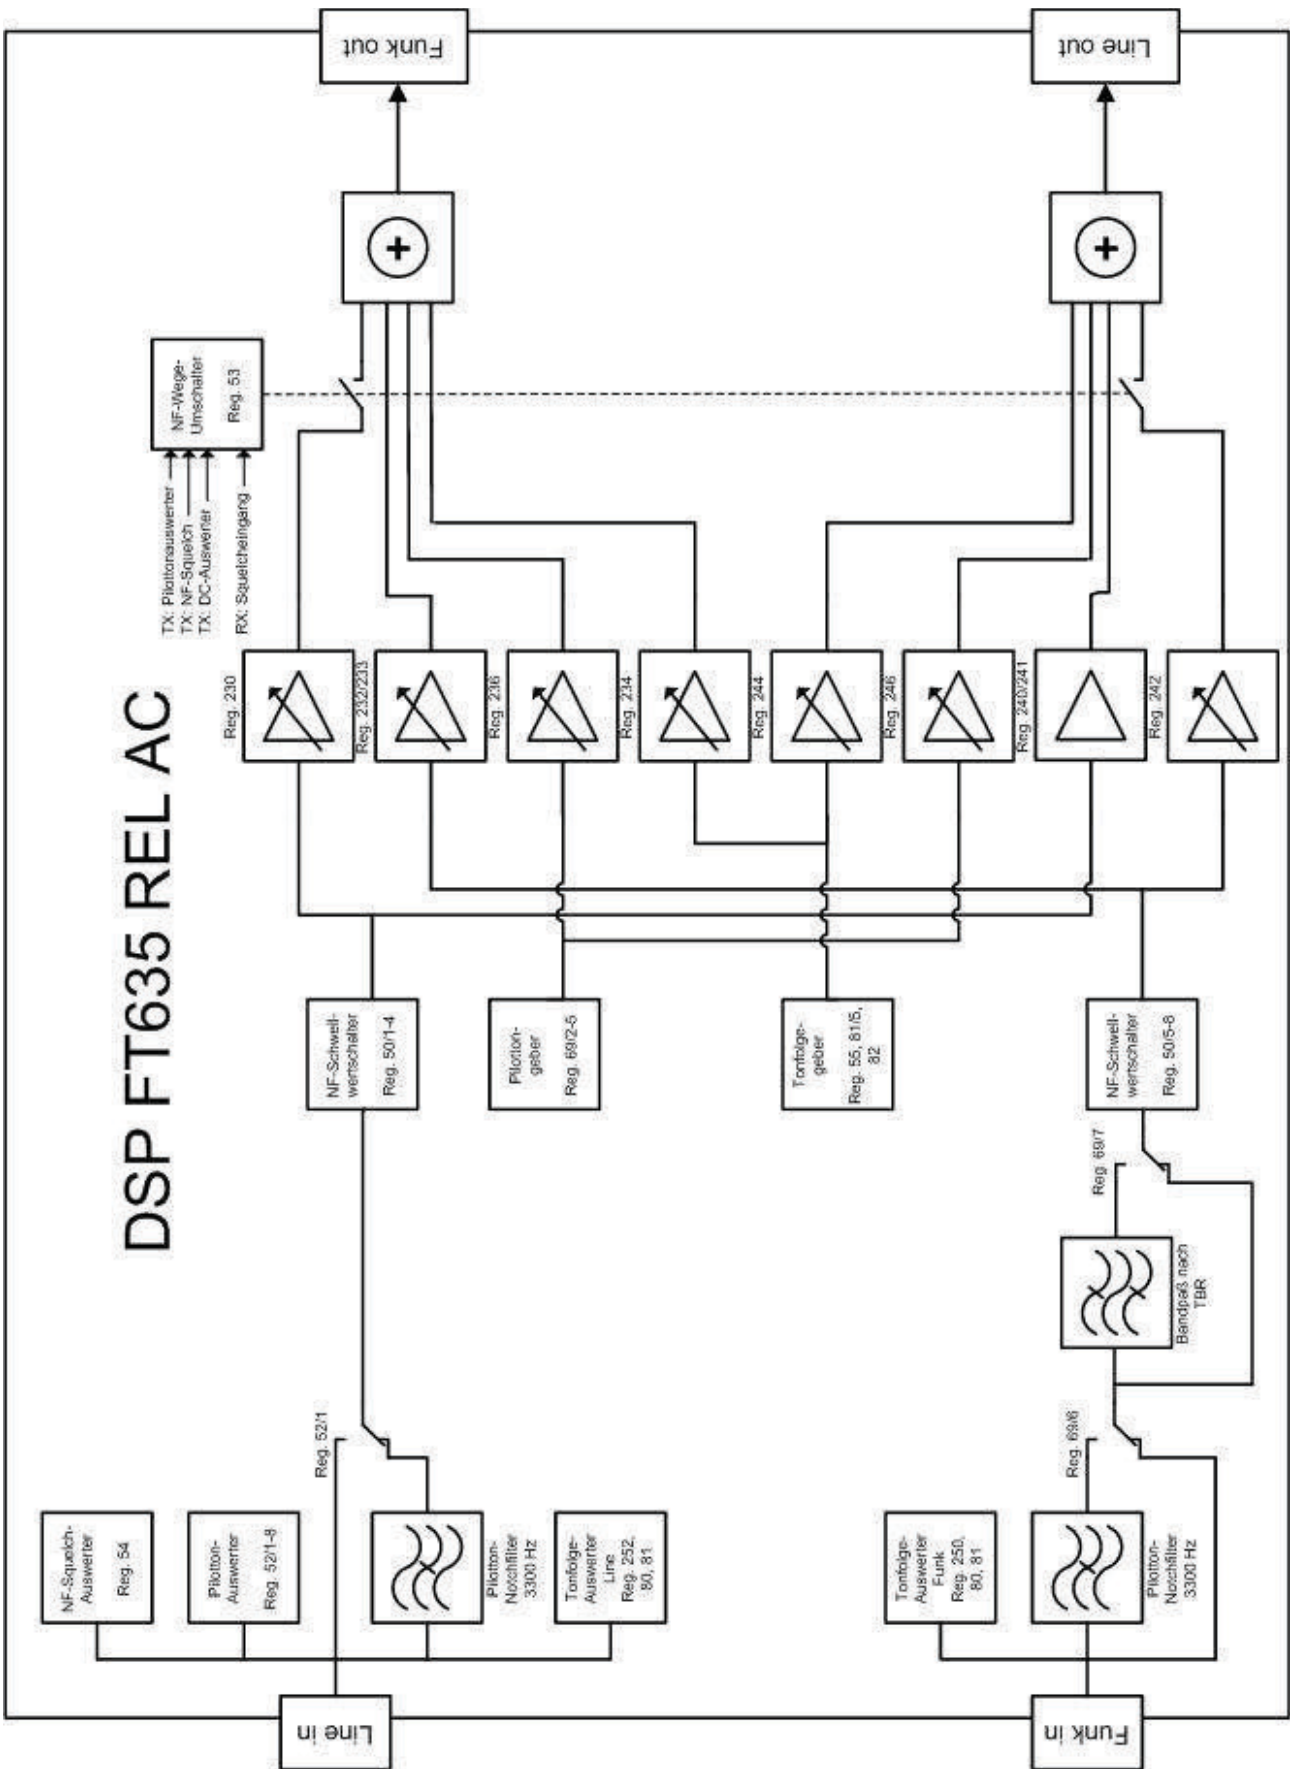 DSP FT635 REL AC
NF-Squelch-
Auswerter
Reg. 54
Pilotton-
Auswerter
Reg. 52/1-8
Line in
Reg. 52/1
Pilotton-
Notchfilter
3300 Hz
Tonfolge-
Auswerter
Line
Reg. 252,
80, 81
NF-Schwell-
wertschalter
Reg. 50/1-4
Pilotton-
geber
Reg. 69/2-5
Tonfolge-
geber
Reg. 55, 81/5,
82
TX: Pilottonauswerter
TX: NF-Squelch
TX: DC-Auswerter
RX: Squelcheingang
NF-Wege-
Umschalter
Reg. 53
Reg. 230
Reg. 232/233
Reg. 236
Reg. 234
Reg. 244
Reg. 246
Reg. 240/241
Reg. 242
Funk out
Line out
Tonfolge-
Auswerter
Funk
Reg. 250,
80, 81
Funk in
Pilotton-
Notchfilter
3300 Hz
Reg. 69/6
Bandpaß nach
TBR
Reg. 69/7
NF-Schwell-
wertschalter
Reg. 50/5-8